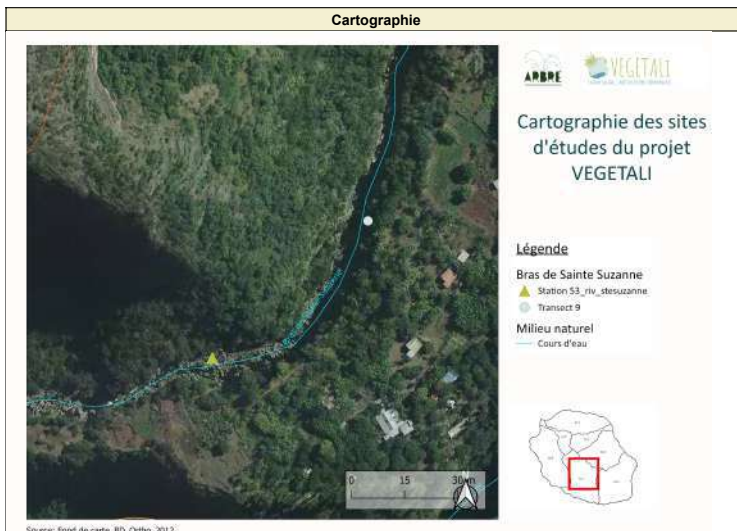 Cartographie
ARBRE
VEGETALI
Cartographie des sites
d'études du projet
VEGETALI
Légende
Bras de Sainte Suzanne
Station S3_riv_stesuzanne
Transect 9
Milieu naturel
Cours d'eau
0 15 30 m
Source: Fond de carte, BD_Ortho_2012